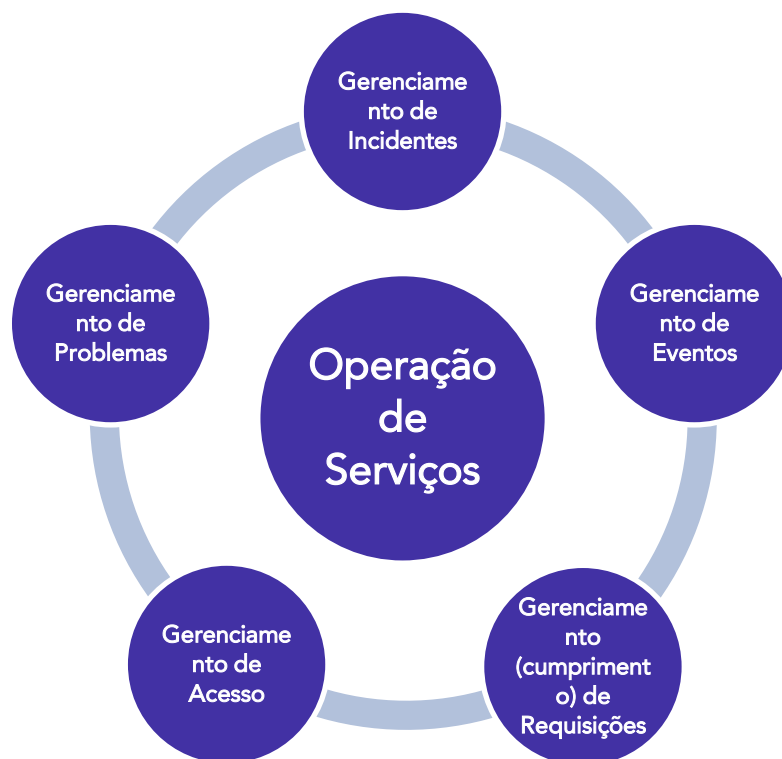 Gerenciame
nto de
Incidentes
Gerenciame
nto de
Problemas
Gerenciame
nto de
Eventos
Operação
de
Serviços
Gerenciame
nto de
Acesso
Gerenciame
nto
(cumpriment
o) de
Requisições